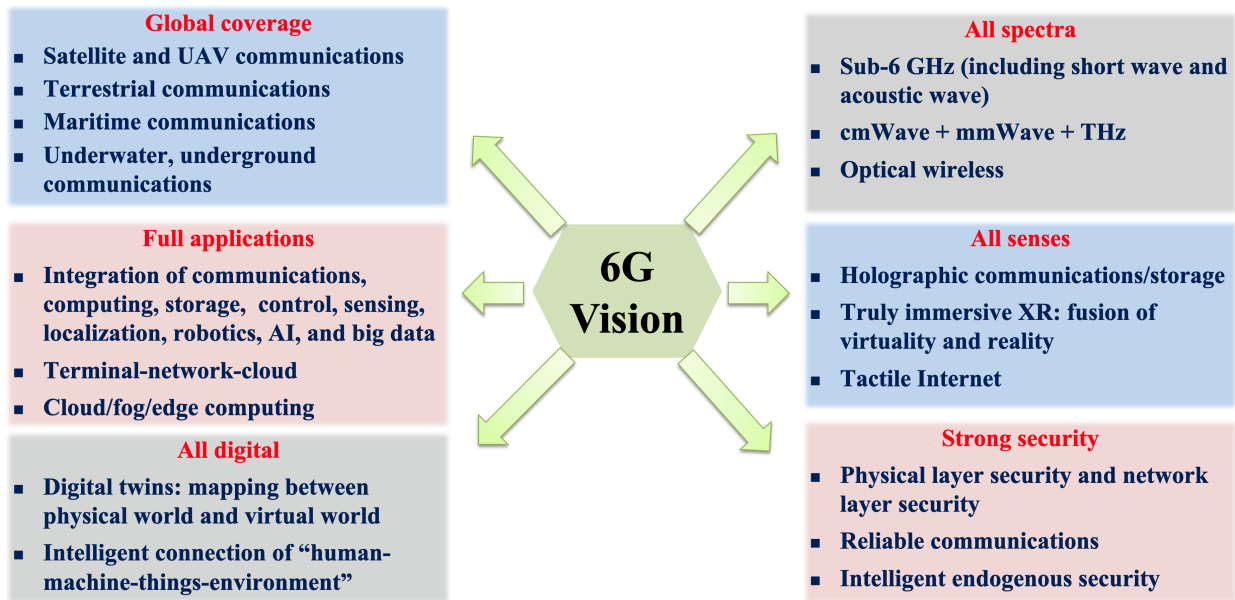 Global coverage
Satellite and UAV communications
Terrestrial communications
Maritime communications
Underwater, underground
communications
Full applications
Integration of communications,
computing, storage, control, sensing,
localization, robotics, AI, and big data
Terminal-network-cloud
Cloud/fog/edge computing
All digital
Digital twins: mapping between
physical world and virtual world
Intelligent connection of “human-
machine-things-environment”
6G
Vision
All spectra
Sub-6 GHz (including short wave and
acoustic wave)
cmWave + mmWave + THz
Optical wireless
All senses
Holographic communications/storage
Truly immersive XR: fusion of
virtuality and reality
Tactile Internet
Strong security
Physical layer security and network
layer security
Reliable communications
Intelligent endogenous security